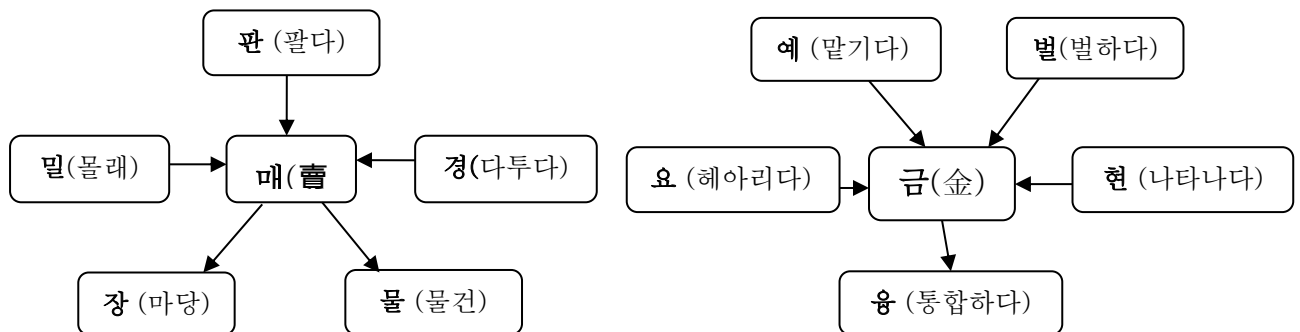 판 (팔다)
예 (맡기다)
벌(벌하다)
밀(몰래)
매(賣
경(다투다)
요 (헤아리다)
금(金)
현 (나타나다)
장 (마당)
물 (물건)
융 (통합하다)